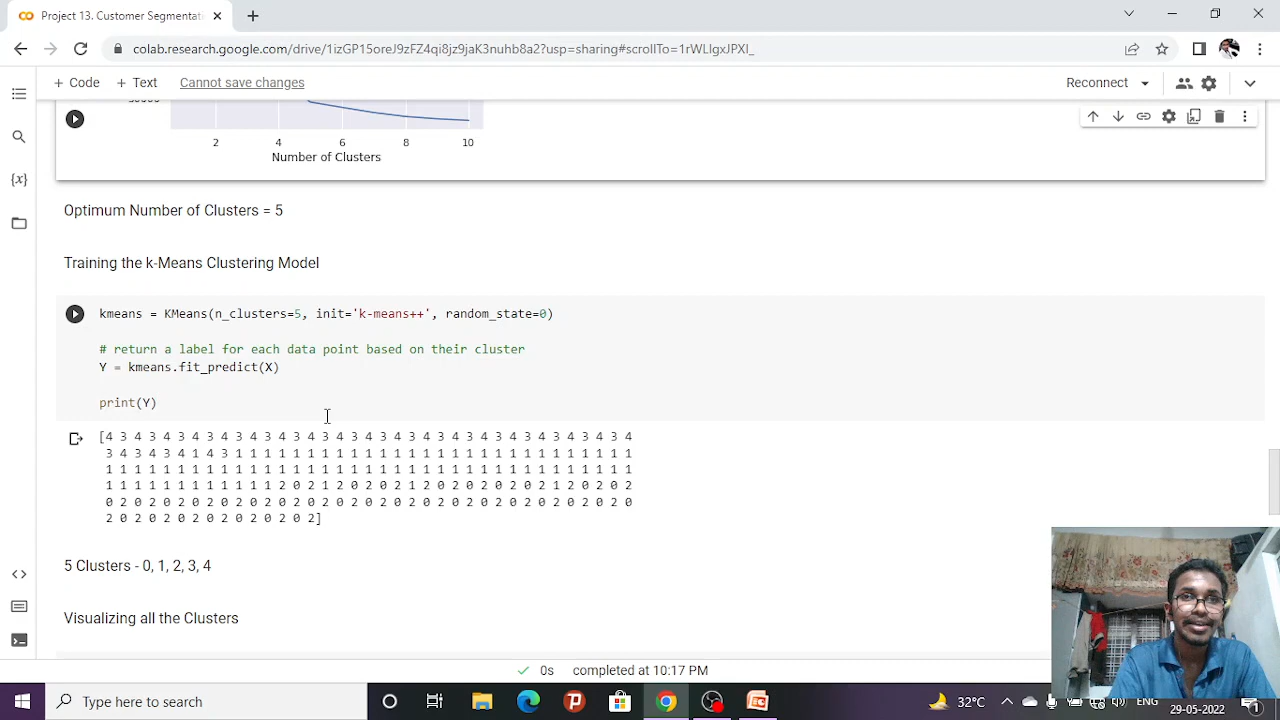 Project 13. Customer Segmentat
colab.research.google.com/drive/1izGP15oreJ9zFZ4qi8jz9jaK3nuhb8a2?usp=sharing#scrollTo=1rWLlgxJPXI_
+ Code + Text Cannot save changes
Reconnect
2 4 6 8 10
Number of Clusters
Optimum Number of Clusters = 5
Training the k-Means Clustering Model
kmeans = KMeans(n_clusters=5, init='k-means++', random_state=0)
# return a label for each data point based on their cluster
Y = kmeans.fit_predict(X)
print(Y)
[4 3 4 3 4 3 4 3 4 3 4 3 4 3 4 3 4 3 4 3 4 3 4 3 4 3 4 3 4 3 4 3 4 3 4 3 4
3 4 3 4 3 4 1 4 3 1 1 1 1 1 1 1 1 1 1 1 1 1 1 1 1 1 1 1 1 1 1 1 1 1 1 1 1
1 1 1 1 1 1 1 1 1 1 1 1 1 1 1 1 1 1 1 1 1 1 1 1 1 1 1 1 1 1 1 1 1 1 1 1 1
1 1 1 1 1 1 1 1 1 1 1 1 2 0 2 1 2 0 2 0 2 1 2 0 2 0 2 0 2 0 2 1 2 0 2 0 2
0 2 0 2 0 2 0 2 0 2 0 2 0 2 0 2 0 2 0 2 0 2 0 2 0 2 0 2 0 2 0 2 0 2 0 2 0
2 0 2 0 2 0 2 0 2 0 2 0 2 0 2]
5 Clusters - 0, 1, 2, 3, 4
Visualizing all the Clusters
0s completed at 10:17 PM
Type here to search
32°C
ENG
29-05-2022